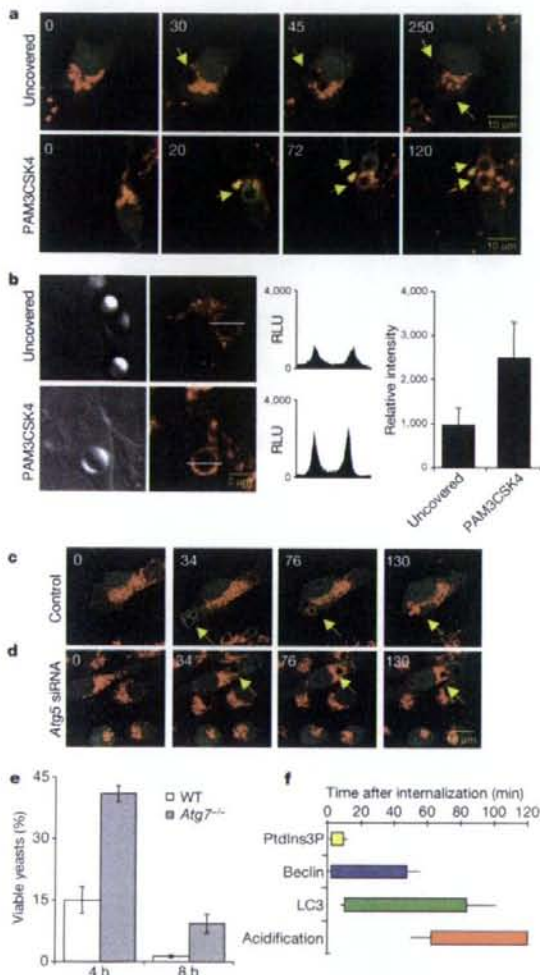 a
Uncovered
0
30
45
250
10 µm
PAM3CSK4
0
20
72
120
10 µm
b
Uncovered
PAM3CSK4
4,000
RLU
0
4,000
RLU
0
Relative intensity
4,000
3,000
2,000
1,000
0
Uncovered
PAM3CSK4
c
Control
0
34
76
130
d
Atg5 siRNA
0
34
76
130
10 µm
e
Viable yeasts (%)
45
30
15
0
WT
Atg7–/–
4 h
8 h
f
Time after internalization (min)
0 40 80 120
PtdIns3P
Beclin
LC3
Acidification